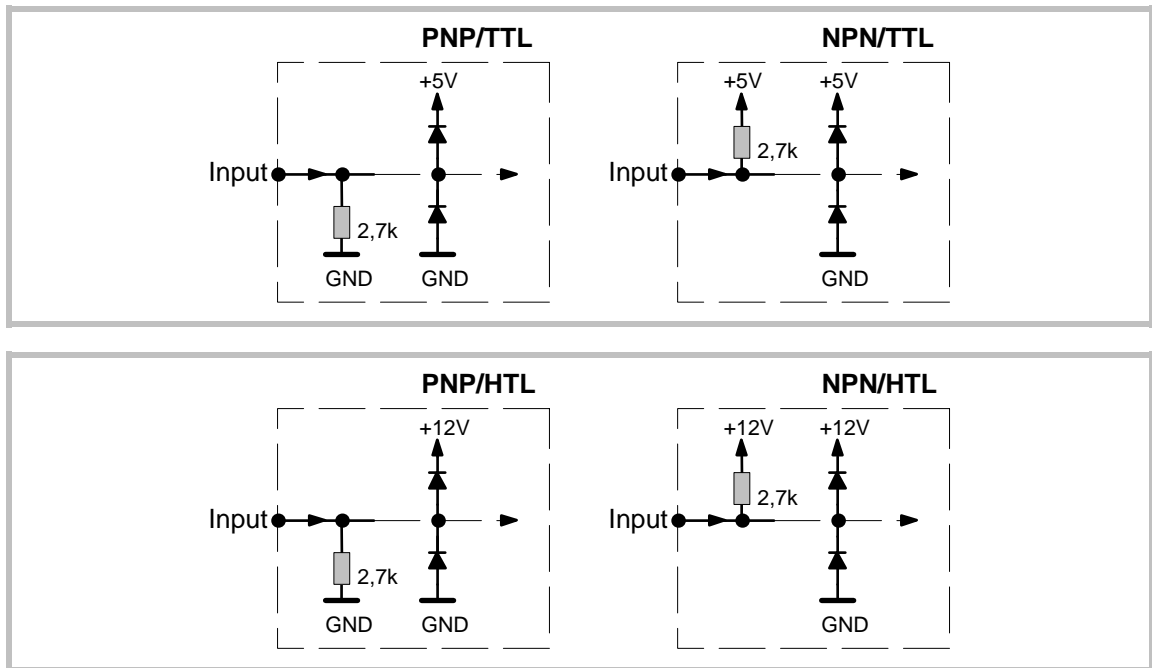 PNP/TTL NPN/TTL
+5V +5V +5V
2,7k
Input Input
2,7k
GND GND GND
PNP/HTL NPN/HTL
+12V +12V +12V
2,7k
Input Input
2,7k
GND GND GND